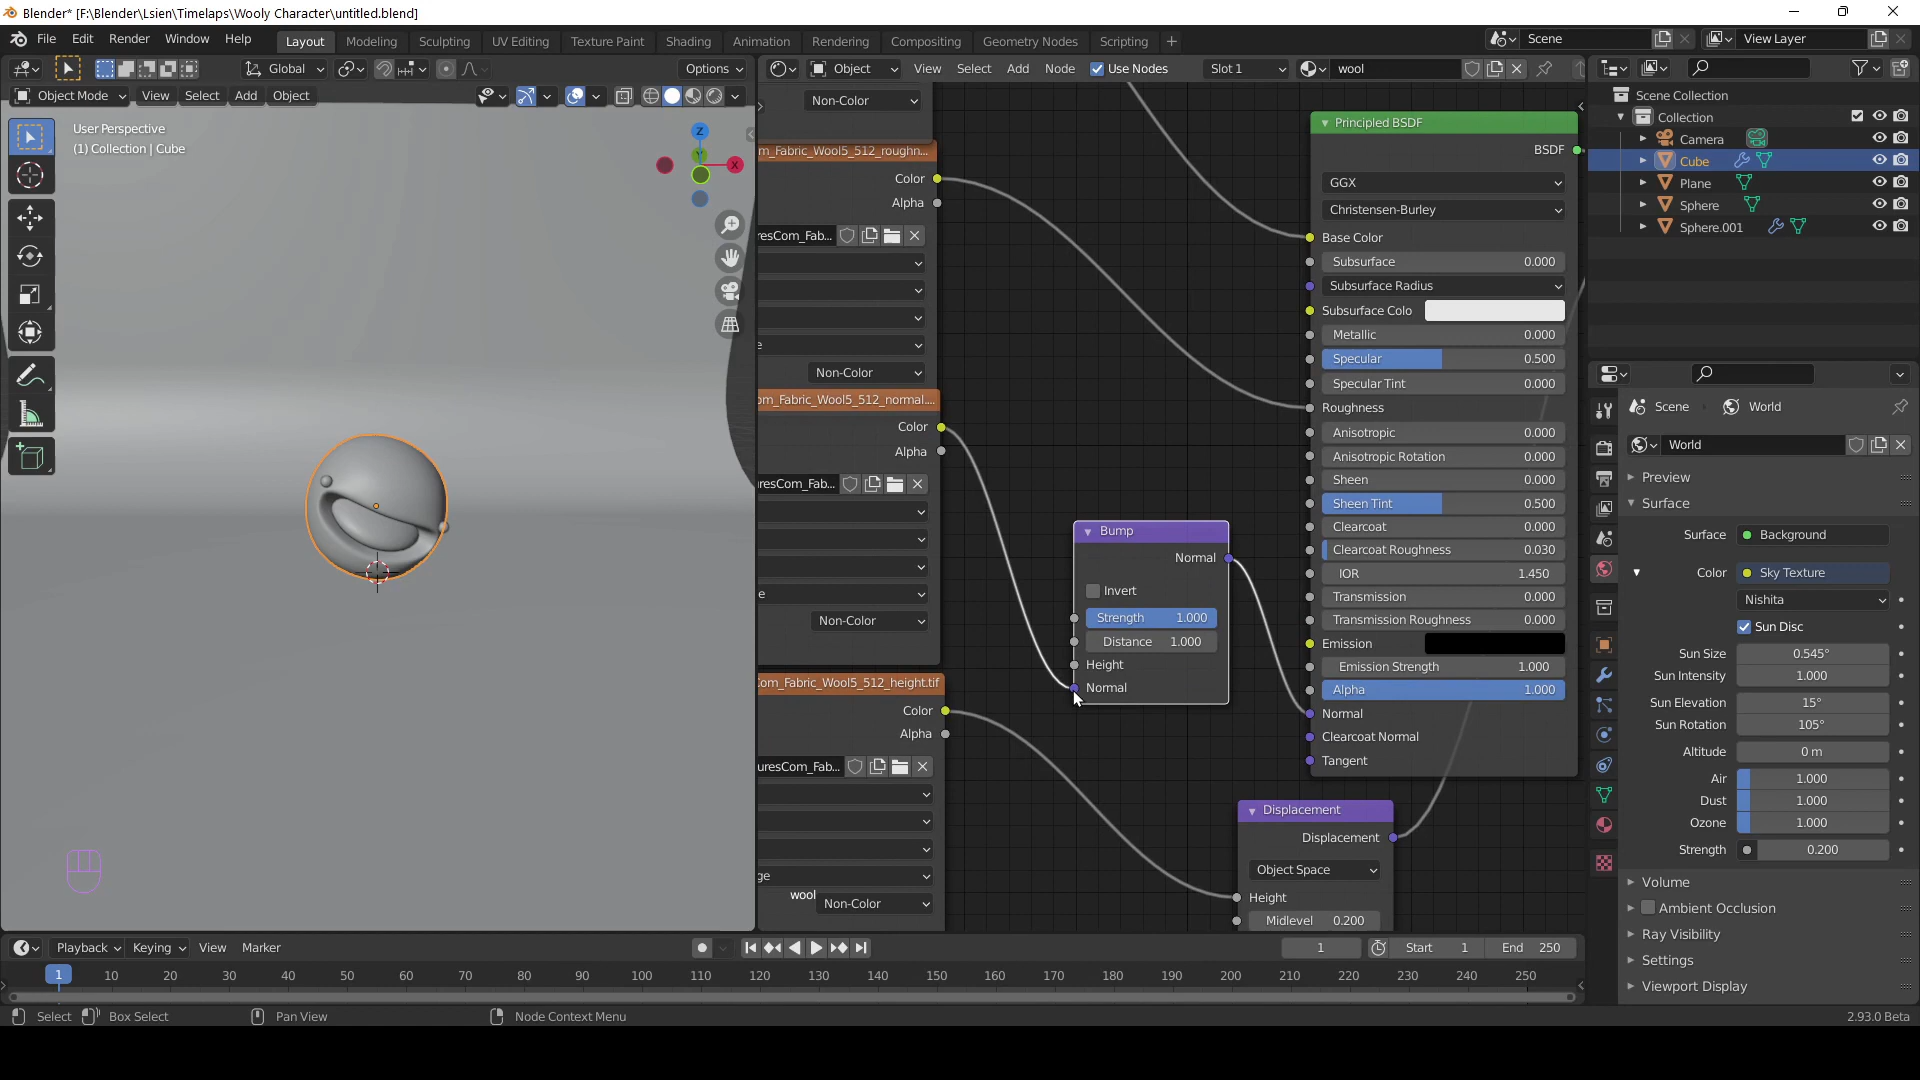 Blender* [F:\Blender\Lsien\Timelaps\Wooly Character\untitled.blend]
File Edit Render Window Help Layout Modeling Sculpting UV Editing Texture Paint Shading Animation Rendering Compositing Geometry Nodes Scripting + Scene View Layer
Global Options Object View Select Add Node Use Nodes Slot 1 wool
Object Mode View Select Add Object Non-Color Scene Collection
User Perspective
(1) Collection | Cube
Z
X
Collection
Camera
Cube
Plane
Sphere
Sphere.001
m_Fabric_Wool5_512_roughn...
Color
Alpha
resCom_Fab...
Non-Color
om_Fabric_Wool5_512_normal....
Color
Alpha
resCom_Fab...
e
Non-Color
Com_Fabric_Wool5_512_height.tif
Color
Alpha
uresCom_Fab...
ge
wool
Non-Color
Bump
Normal
Invert
Strength 1.000
Distance 1.000
Height
Normal
Displacement
Displacement
Object Space
Height
Midlevel 0.200
Principled BSDF
BSDF
GGX
Christensen-Burley
Base Color
Subsurface 0.000
Subsurface Radius
Subsurface Colo
Metallic 0.000
Specular 0.500
Specular Tint 0.000
Roughness
Anisotropic 0.000
Anisotropic Rotation 0.000
Sheen 0.000
Sheen Tint 0.500
Clearcoat 0.000
Clearcoat Roughness 0.030
IOR 1.450
Transmission 0.000
Transmission Roughness 0.000
Emission
Emission Strength 1.000
Alpha 1.000
Normal
Clearcoat Normal
Tangent
Scene World
World
Preview
Surface
Surface Background
Color Sky Texture
Nishita
Sun Disc
Sun Size 0.545°
Sun Intensity 1.000
Sun Elevation 15°
Sun Rotation 105°
Altitude 0 m
Air 1.000
Dust 1.000
Ozone 1.000
Strength 0.200
Volume
Ambient Occlusion
Ray Visibility
Settings
Viewport Display
Playback Keying View Marker 1 Start 1 End 250
1 10 20 30 40 50 60 70 80 90 100 110 120 130 140 150 160 170 180 190 200 210 220 230 240 250
Select Box Select Pan View Node Context Menu 2.93.0 Beta